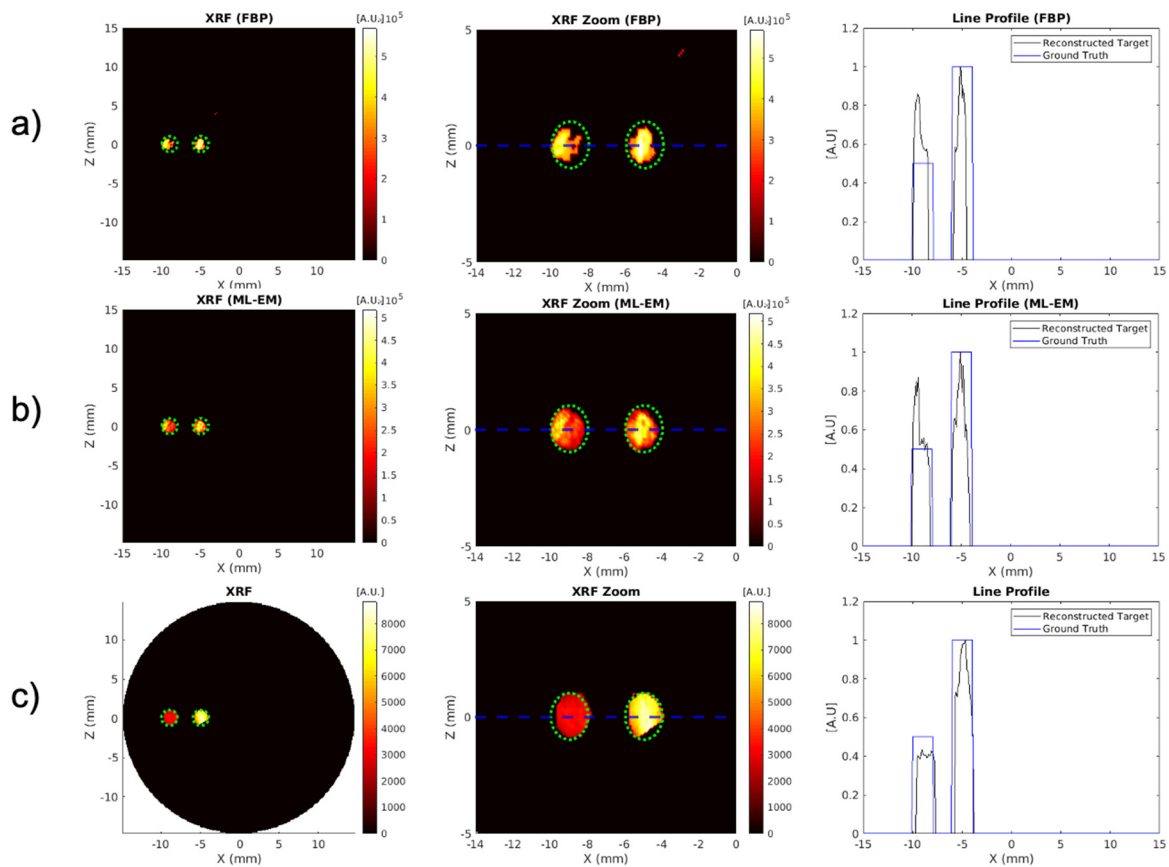 a)
XRF (FBP)
[A.U.]10^5
15
10
5
0
-5
-10
Z (mm)
-15 -10 -5 0 5 10
X (mm)
5
4
3
2
1
0
XRF Zoom (FBP)
[A.U.]10^5
5
0
-5
Z (mm)
-14 -12 -10 -8 -6 -4 -2 0
X (mm)
5
4
3
2
1
0
Line Profile (FBP)
Reconstructed Target
Ground Truth
1.2
1
0.8
0.6
0.4
0.2
0
[A.U]
-15 -10 -5 0 5 10 15
X (mm)
b)
XRF (ML-EM)
[A.U.] 10^5
15
10
5
0
-5
-10
-15
Z (mm)
-15 -10 -5 0 5 10
X (mm)
5
4.5
4
3.5
3
2.5
2
1.5
1
0.5
0
XRF Zoom (ML-EM)
[A.U.]10^5
5
0
-5
Z (mm)
-14 -12 -10 -8 -6 -4 -2 0
X (mm)
5
4.5
4
3.5
3
2.5
2
1.5
1
0.5
0
Line Profile (ML-EM)
Reconstructed Target
Ground Truth
1.2
1
0.8
0.6
0.4
0.2
0
[A.U]
-15 -10 -5 0 5 10 15
X (mm)
c)
XRF
[A.U.]
10
5
0
-5
-10
Z (mm)
-10 -5 0 5 10
X (mm)
8000
7000
6000
5000
4000
3000
2000
1000
0
XRF Zoom
[A.U.]
5
0
-5
Z (mm)
-14 -12 -10 -8 -6 -4 -2 0
X (mm)
8000
7000
6000
5000
4000
3000
2000
1000
0
Line Profile
Reconstructed Target
Ground Truth
1.2
1
0.8
0.6
0.4
0.2
0
[A.U]
-15 -10 -5 0 5 10 15
X (mm)